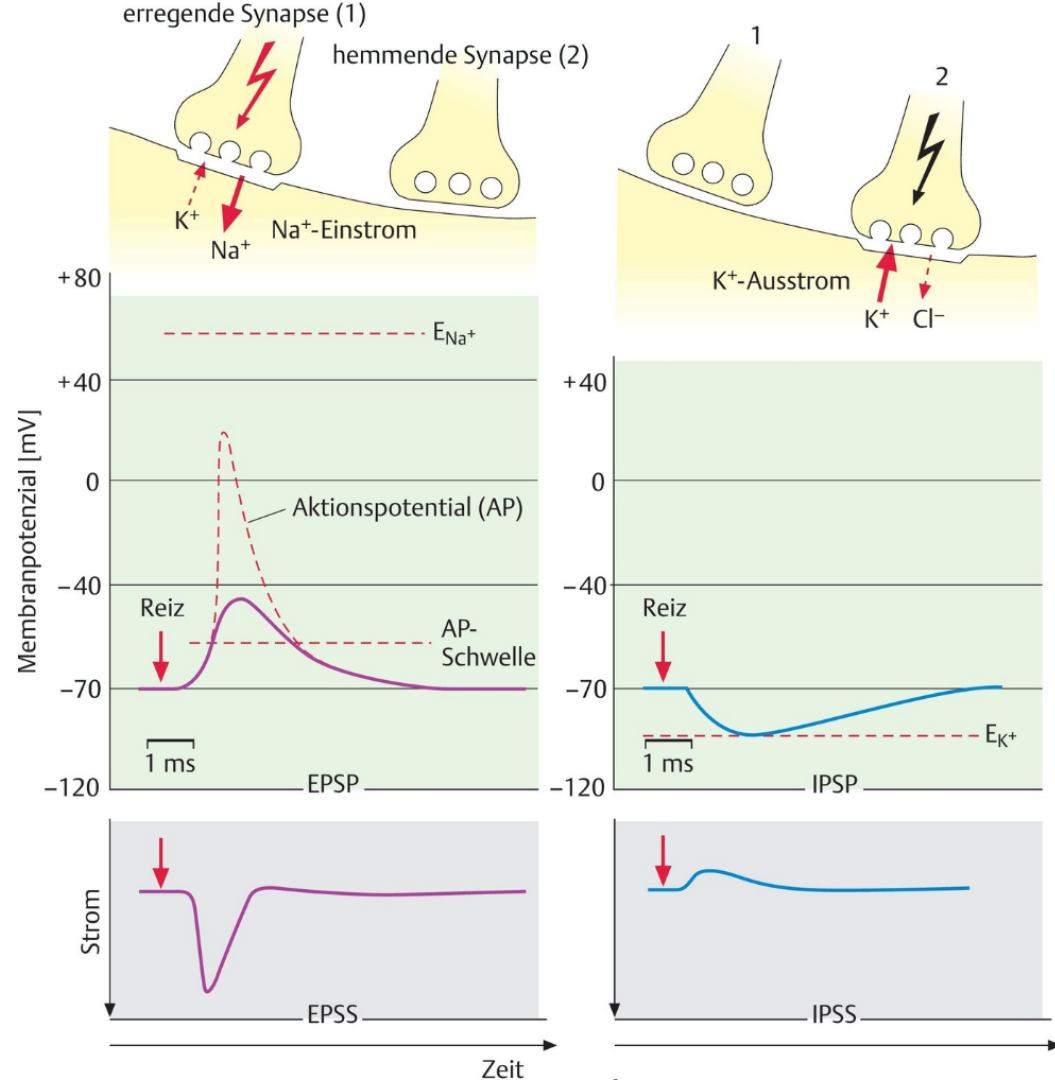 erregende Synapse (1)
hemmende Synapse (2)
K⁺
Na⁺
Na⁺-Einstrom
1
2
K⁺-Ausstrom
K⁺
Cl⁻
Membranpotenzial [mV]
+80
+40
0
−40
−70
−120
E_Na⁺
Aktionspotential (AP)
Reiz
AP-
Schwelle
1 ms
EPSP
+40
0
−40
−70
−120
Reiz
E_K⁺
1 ms
IPSP
Strom
EPSS
IPSS
Zeit